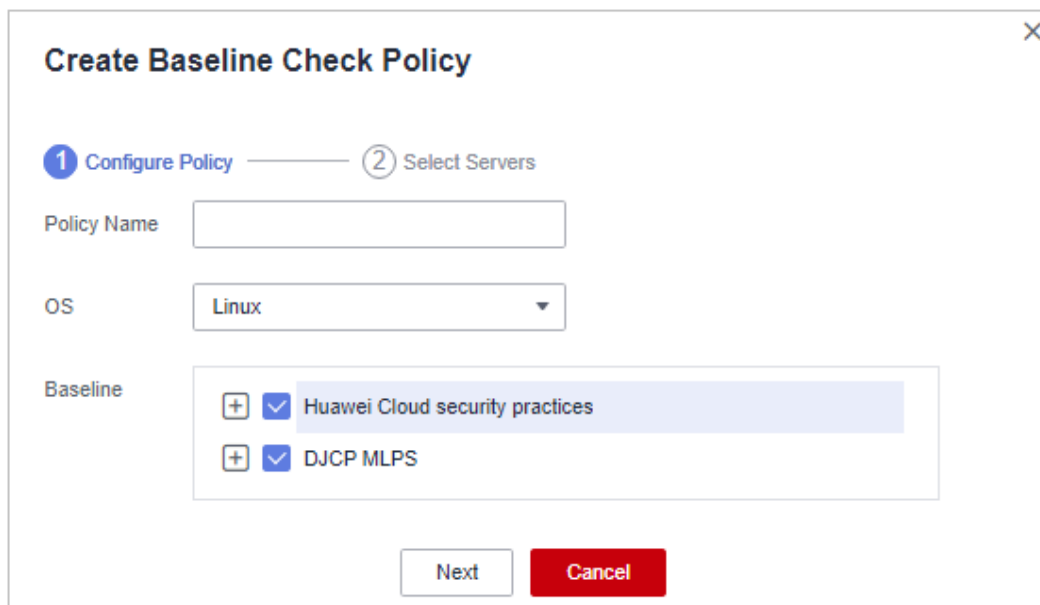 Create Baseline Check Policy
1 Configure Policy 2 Select Servers
Policy Name
OS Linux
Baseline
Huawei Cloud security practices
DJCP MLPS
Next Cancel